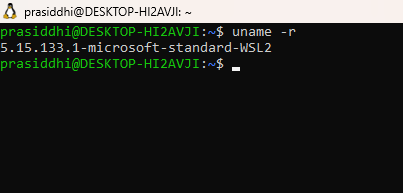 prasiddhi@DESKTOP-HI2AVJI: ~
prasiddhi@DESKTOP-HI2AVJI:~$ uname -r
5.15.133.1-microsoft-standard-WSL2
prasiddhi@DESKTOP-HI2AVJI:~$